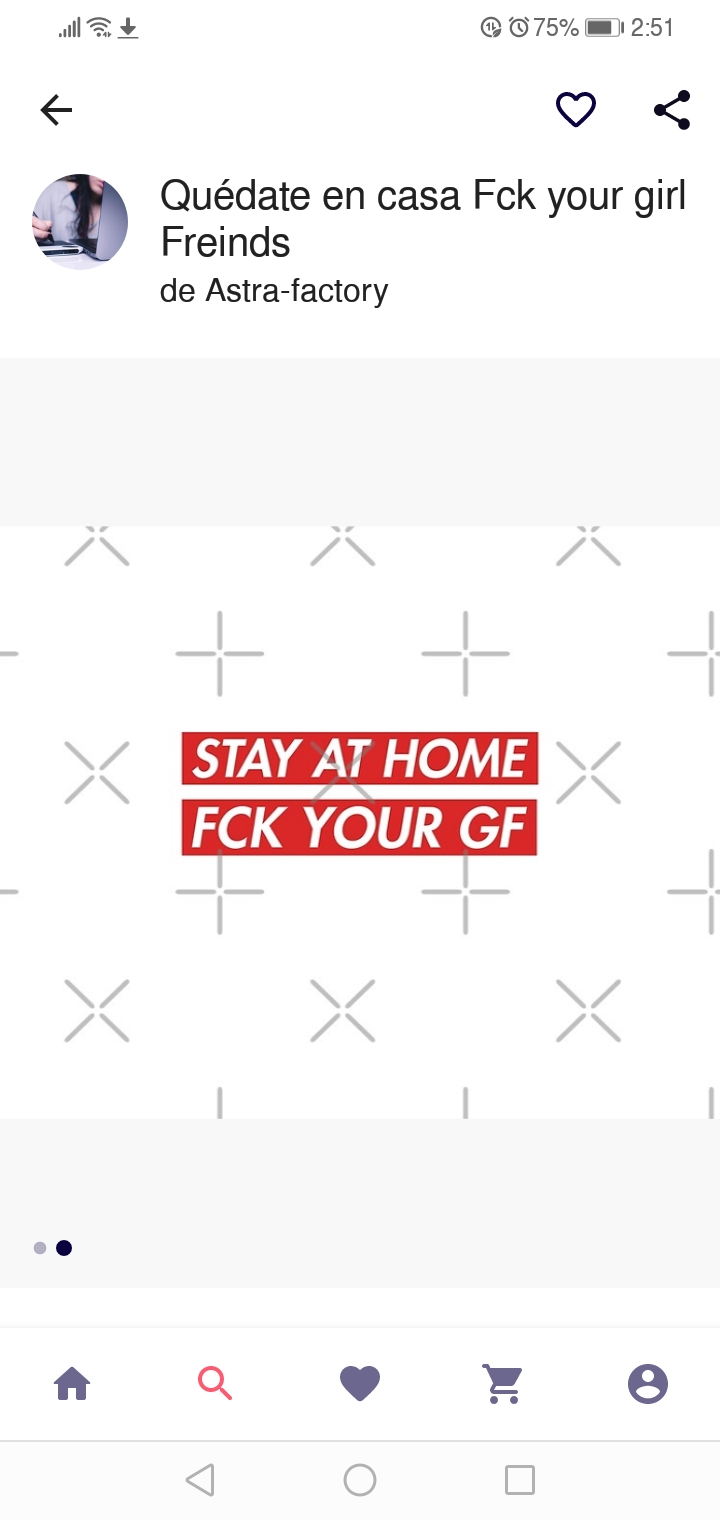 75% 2:51
Quédate en casa Fck your girl
Freinds
de Astra-factory
STAY AT HOME
FCK YOUR GF